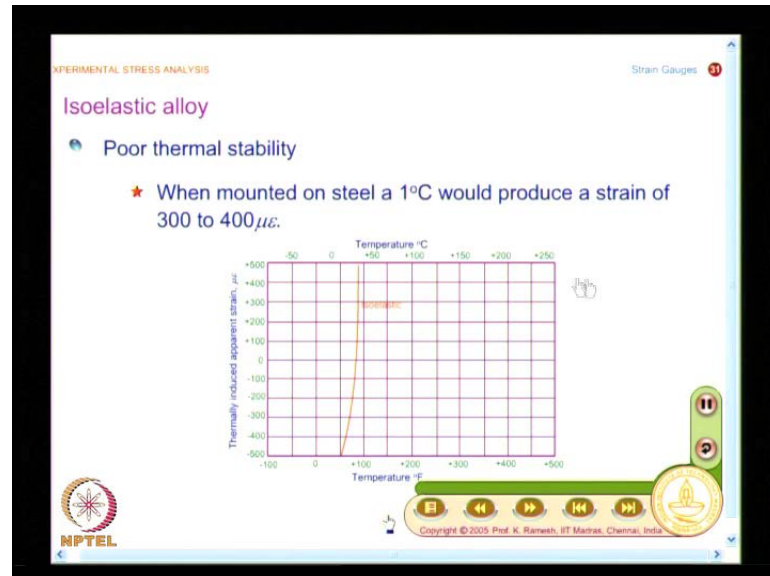 XPERIMENTAL STRESS ANALYSIS
Strain Gauges 31
Isoelastic alloy
Poor thermal stability
When mounted on steel a 1°C would produce a strain of
300 to 400με.
Temperature °C
-50 0 +50 +100 +150 +200 +250
Thermally induced apparent strain, με
+500
+400
+300
+200
+100
0
-100
-200
-300
-400
-500
Isoelastic
-100 0 +100 +200 +300 +400 +500
Temperature °F
NPTEL
Copyright © 2005 Prof. K. Ramesh, IIT Madras, Chennai, India